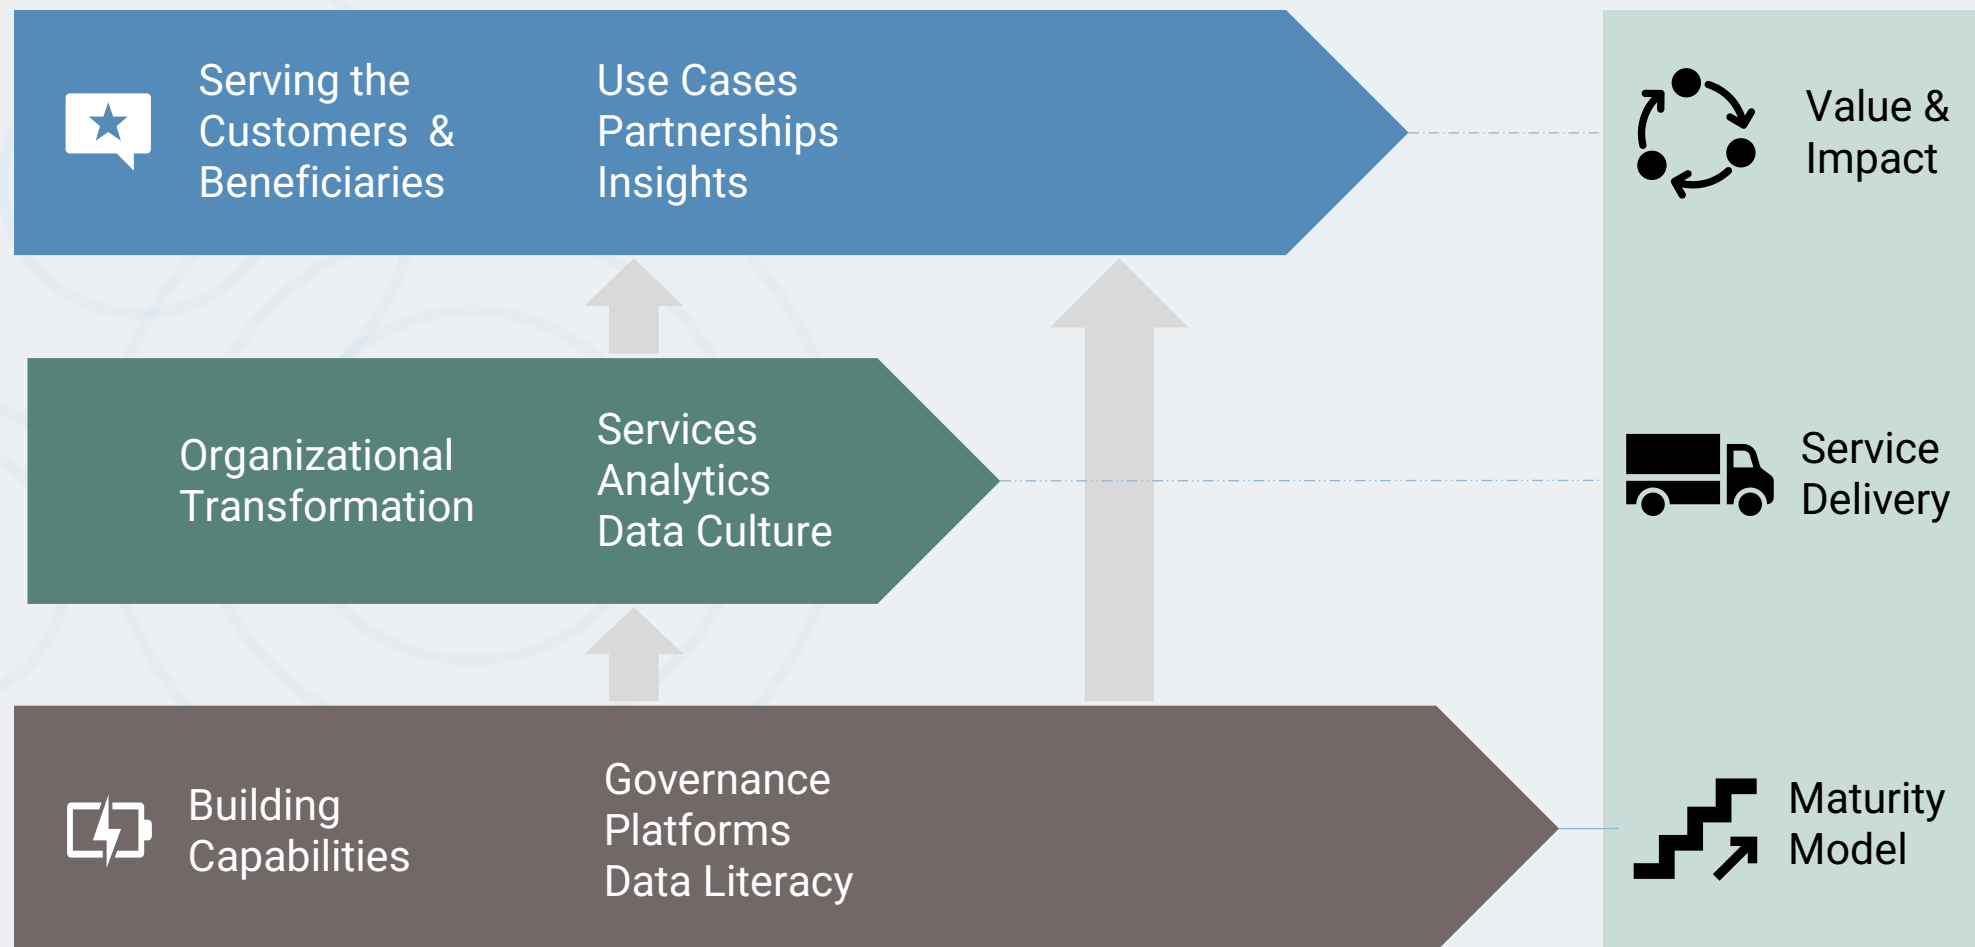 Serving the
Customers & 
Beneficiaries
Use Cases
Partnerships
Insights
Value &
Impact
Organizational
Transformation
Services
Analytics
Data Culture
Service
Delivery
Building
Capabilities
Governance
Platforms
Data Literacy
Maturity
Model